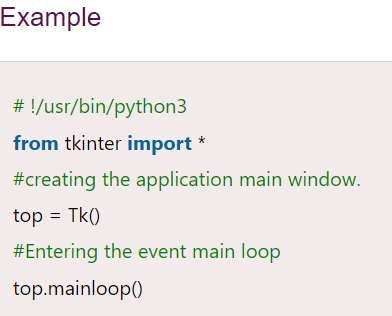 Example
# !/usr/bin/python3
from tkinter import *
#creating the application main window.
top = Tk()
#Entering the event main loop
top.mainloop()